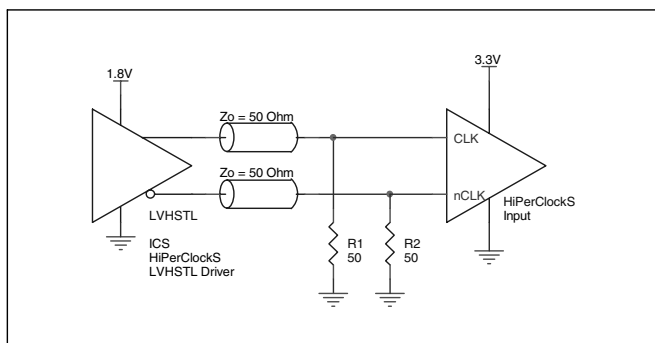 1.8V
3.3V
Zo = 50 Ohm
CLK
Zo = 50 Ohm
nCLK
HiPerClockS
Input
LVHSTL
ICS
HiPerClockS
LVHSTL Driver
R1
50
R2
50